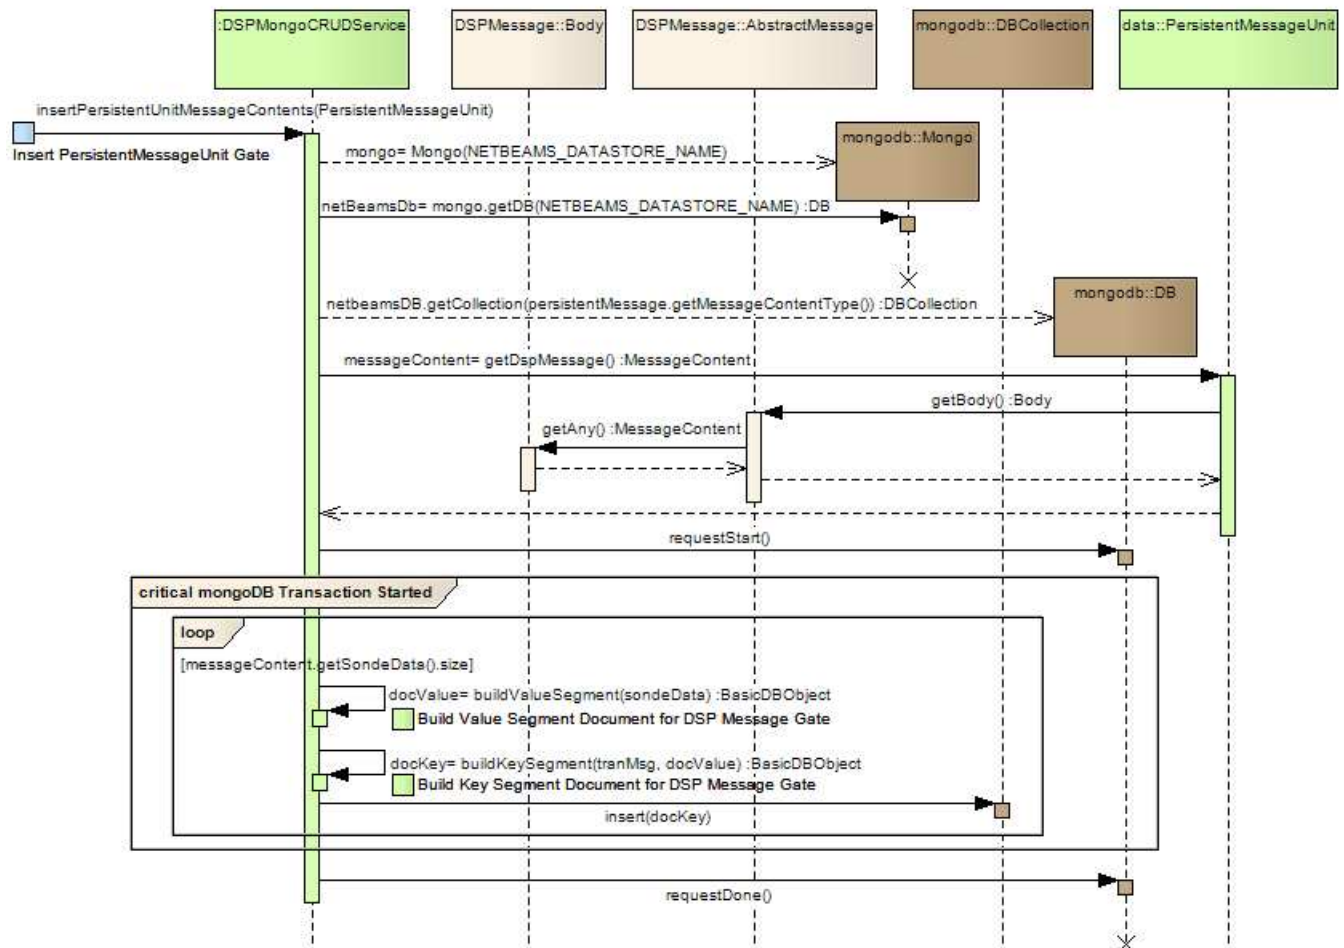 :DSPMongoCRUDService
DSPMessage::Body
DSPMessage::AbstractMessage
mongodb::DBCollection
data::PersistentMessageUnit
insertPersistentUnitMessageContents(PersistentMessageUnit)
Insert PersistentMessageUnit Gate
mongo= Mongo(NETBEAMS_DATASTORE_NAME)
mongodb::Mongo
netBeamsDb= mongo.getDB(NETBEAMS_DATASTORE_NAME) :DB
netbeamsDB.getCollection(persistentMessage.getMessageContentType()) :DBCollection
mongodb::DB
messageContent= getDspMessage() :MessageContent
getBody() :Body
getAny() :MessageContent
requestStart()
critical mongoDB Transaction Started
loop
[messageContent.getSondeData().size]
docValue= buildValueSegment(sondeData) :BasicDBObject
Build Value Segment Document for DSP Message Gate
docKey= buildKeySegment(tranMsg, docValue) :BasicDBObject
Build Key Segment Document for DSP Message Gate
insert(docKey)
requestDone()